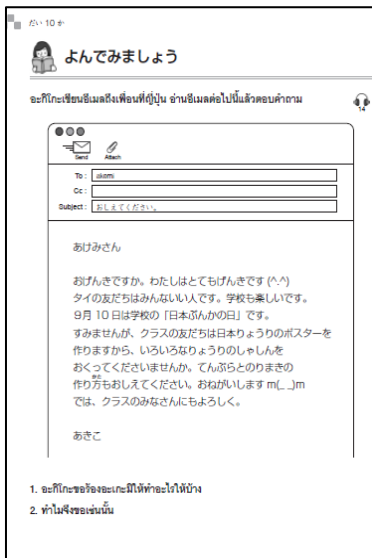 だい 10 か
よんでみましょう
อะกิโกะเขียนอีเมลถึงเพื่อนที่ญี่ปุ่น อ่านอีเมลต่อไปนี้แล้วตอบคำถาม
14
Send Attach
To : akemi
Cc :
Subject : おしえてください。
あけみさん
おげんきですか。わたしはとてもげんきです (^.^)
タイの友だちはみんないい人です。学校も楽しいです。
9月 10 日は学校の「日本ぶんかの日」です。
すみませんが、クラスの友だちは日本りょうりのポスターを
作りますから、いろいろなりょうりのしゃしんを
おくってくださいませんか。てんぷらとのりまきの
作り方もおしえてください。おねがいします m(_ _)m
では、クラスのみなさんにもよろしく。
あきこ
1. อะกิโกะขอร้องอะเกะมิให้ทำอะไรให้บ้าง
2. ทำไมจึงขอเช่นนั้น